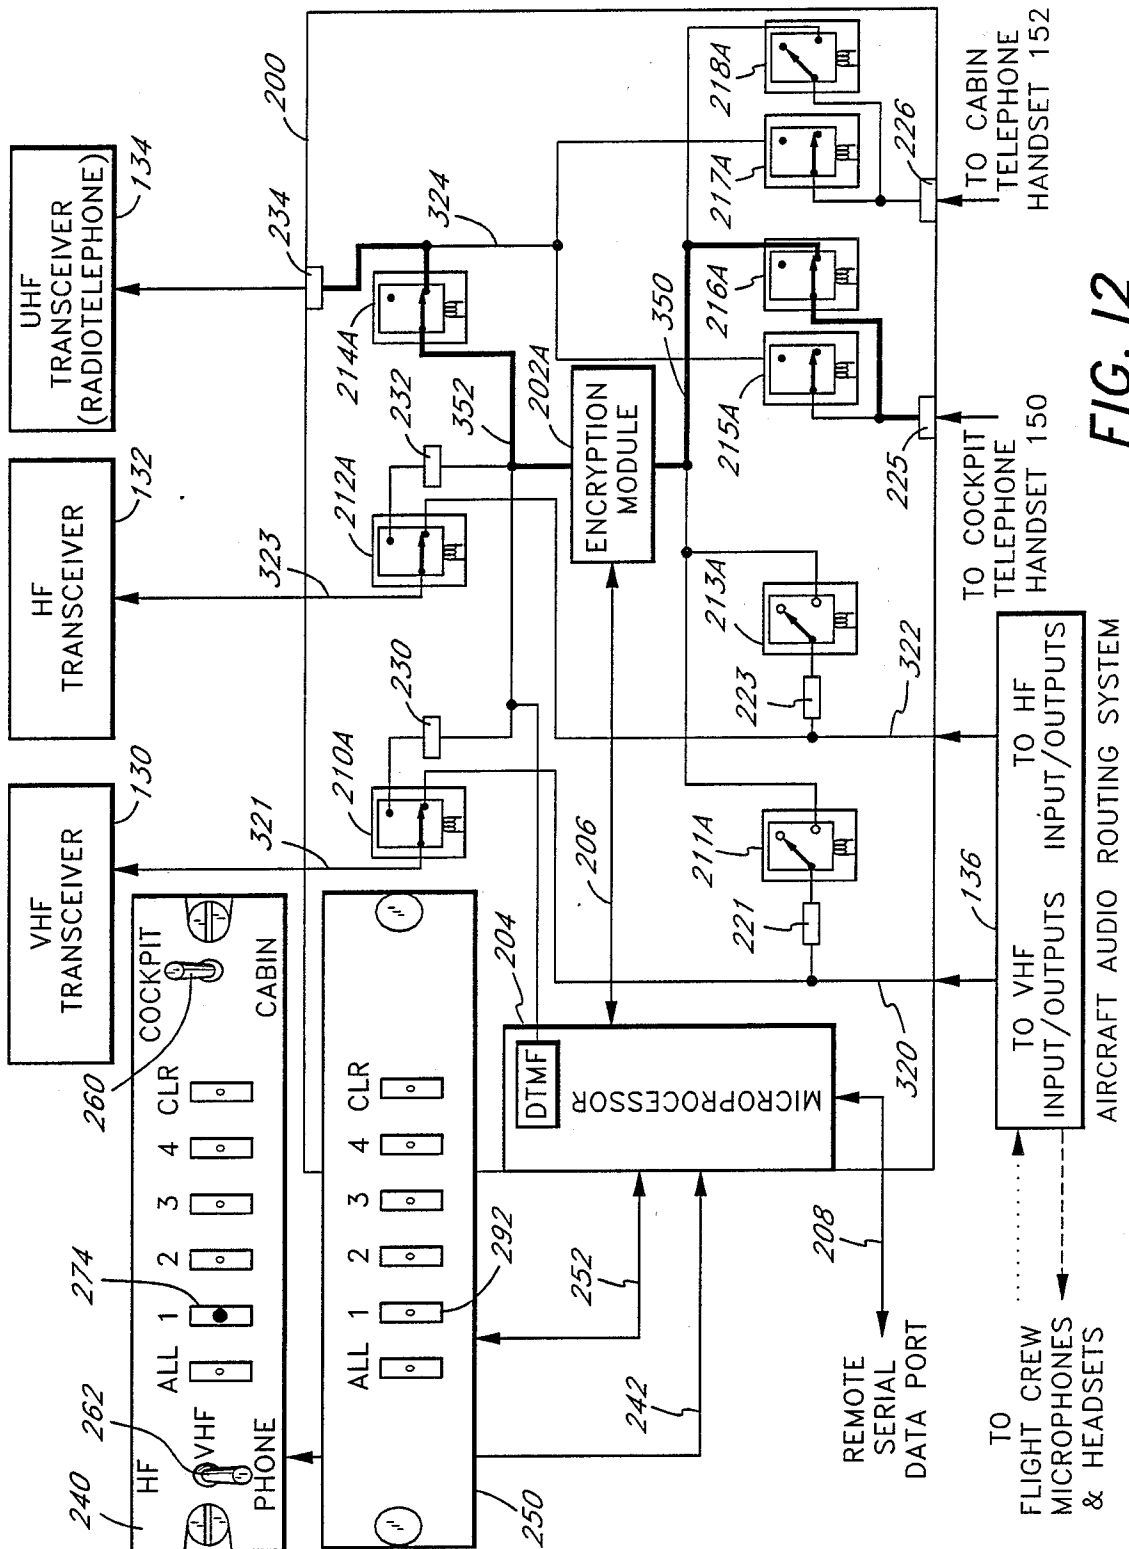 UHF
TRANSCEIVER
(RADIOTELEPHONE)
134
HF
TRANSCEIVER
132
VHF
TRANSCEIVER
130
200
234
324
214A
232
352
212A
323
230
210A
321
202A
ENCRYPTION
MODULE
350
218A
217A
216A
215A
226
225
TO CABIN
TELEPHONE
HANDSET 152
TO COCKPIT
TELEPHONE
HANDSET 150
213A
223
322
211A
221
320
206
204
DTMF
MICROPROCESSOR
136
TO VHF
INPUT/OUTPUTS
TO HF
INPUT/OUTPUTS
AIRCRAFT AUDIO ROUTING SYSTEM
240
262
274
260
HF
VHF
PHONE
ALL 1 2 3 4 CLR
COCKPIT
CABIN
250
ALL 1 2 3 4 CLR
292
252
242
208
REMOTE
SERIAL
DATA PORT
TO
FLIGHT CREW
MICROPHONES
& HEADSETS
FIG. 12